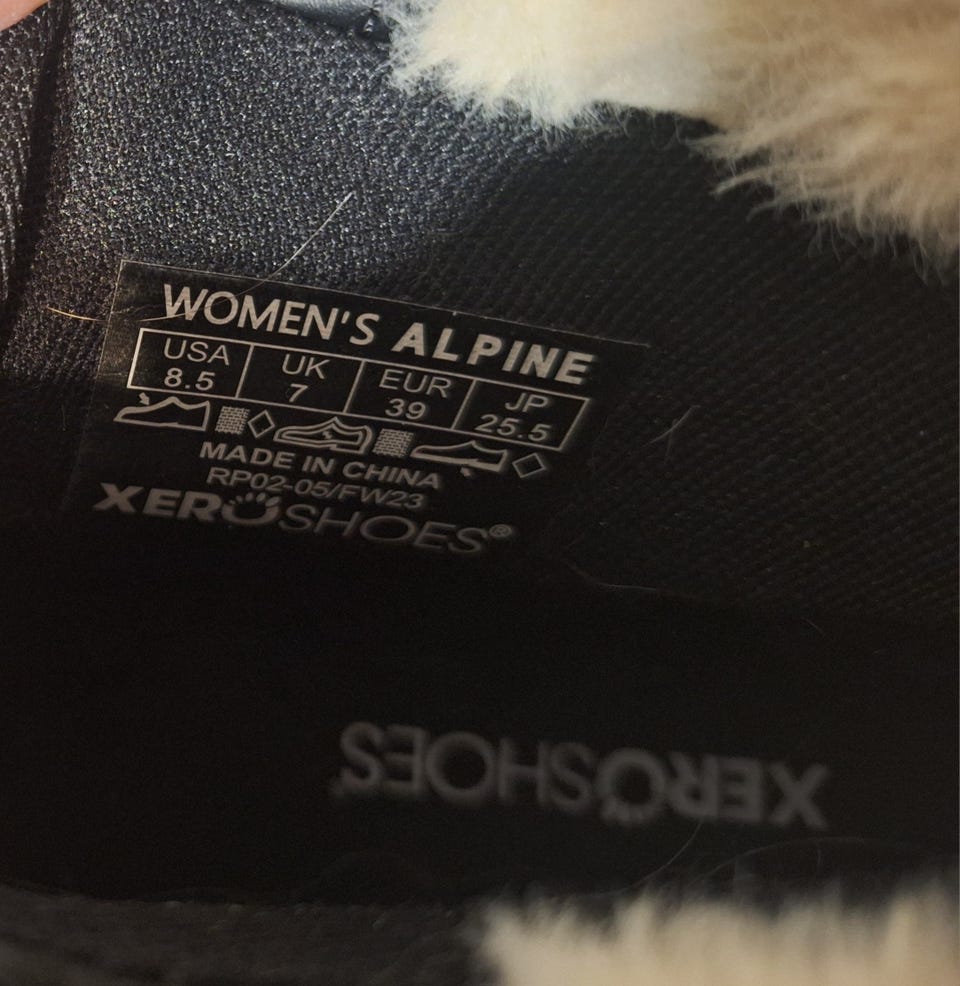 WOMEN'S ALPINE
USA UK EUR JP
8.5 7 39 25.5
MADE IN CHINA
RP02-05/FW23
XEROSHOES®
XEROSHOES